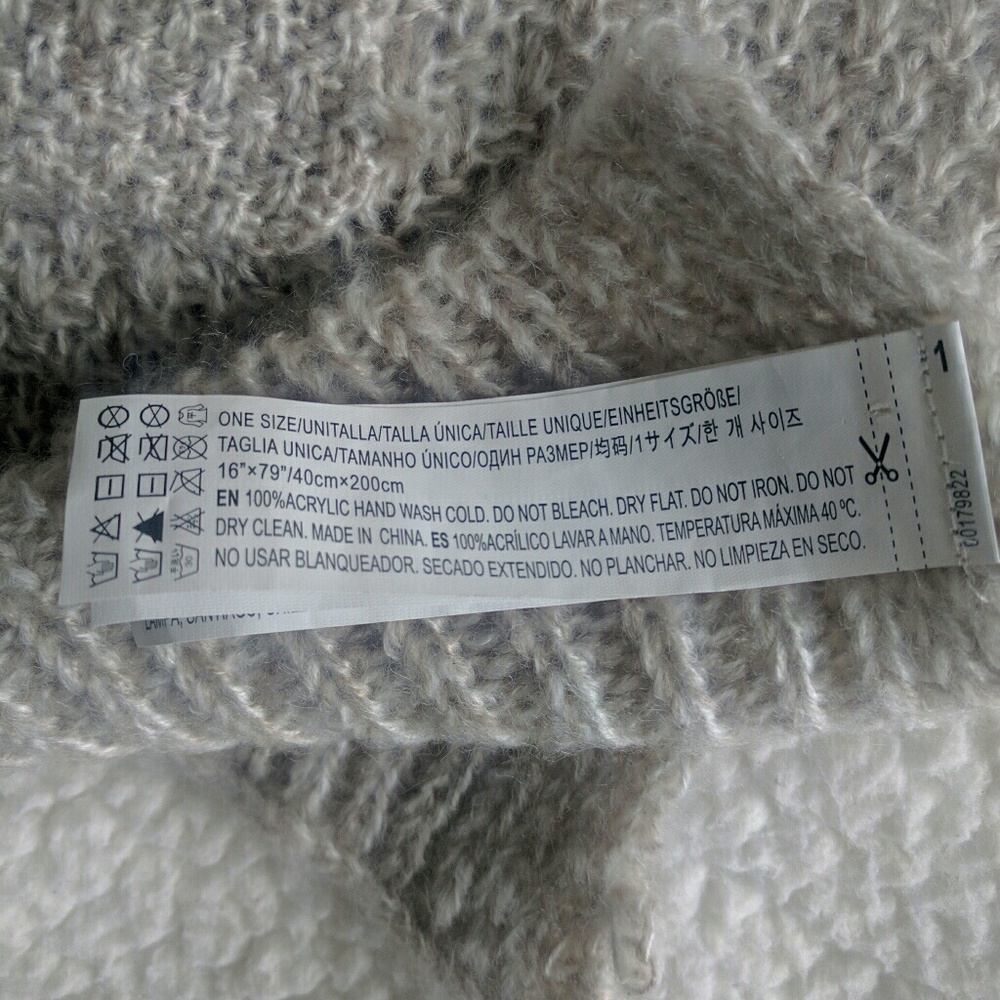 ONE SIZE/UNITALLA/TALLA ÚNICA/TAILLE UNIQUE/EINHEITSGRÖßE/
TAGLIA UNICA/TAMANHO ÚNICO/ОДИН РАЗМЕР/均码/1サイズ/한 개 사이즈
16"×79"/40cm×200cm
EN 100%ACRYLIC HAND WASH COLD. DO NOT BLEACH. DRY FLAT. DO NOT IRON. DO NOT
DRY CLEAN. MADE IN CHINA. ES 100%ACRÍLICO LAVAR A MANO. TEMPERATURA MÁXIMA 40 ºC.
NO USAR BLANQUEADOR. SECADO EXTENDIDO. NO PLANCHAR. NO LIMPIEZA EN SECO.
1
00179822